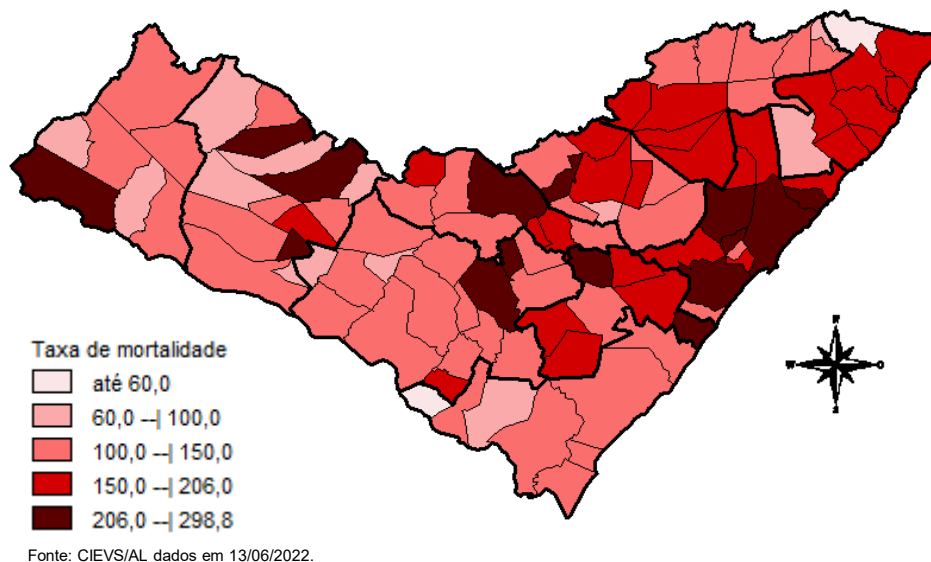 N
W
O
S
Taxa de mortalidade
até 60,0
60,0 --| 100,0
100,0 --| 150,0
150,0 --| 206,0
206,0 --| 298,8
Fonte: CIEVS/AL dados em 13/06/2022.